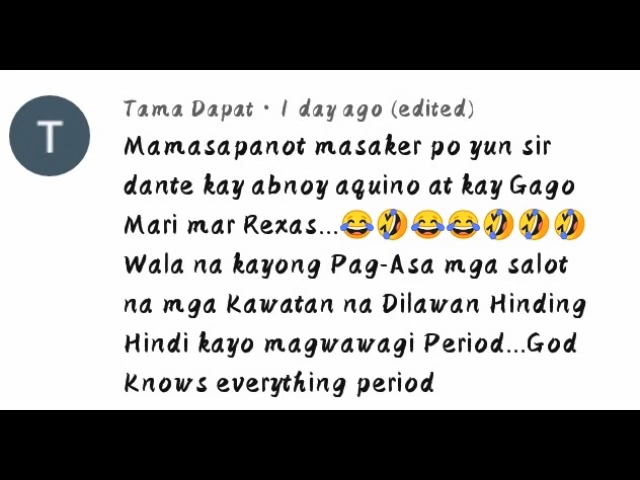 T
Tama Dapat • 1 day ago (edited)
Mamasapanot masaker po yun sir
dante kay abnoy aquino at kay Gago
Mari mar Rexas...😂🤣😂😂🤣🤣🤣
Wala na kayong Pag-Asa mga salot
na mga Kawatan na Dilawan Hinding
Hindi kayo magwawagi Period...God
Knows everything period